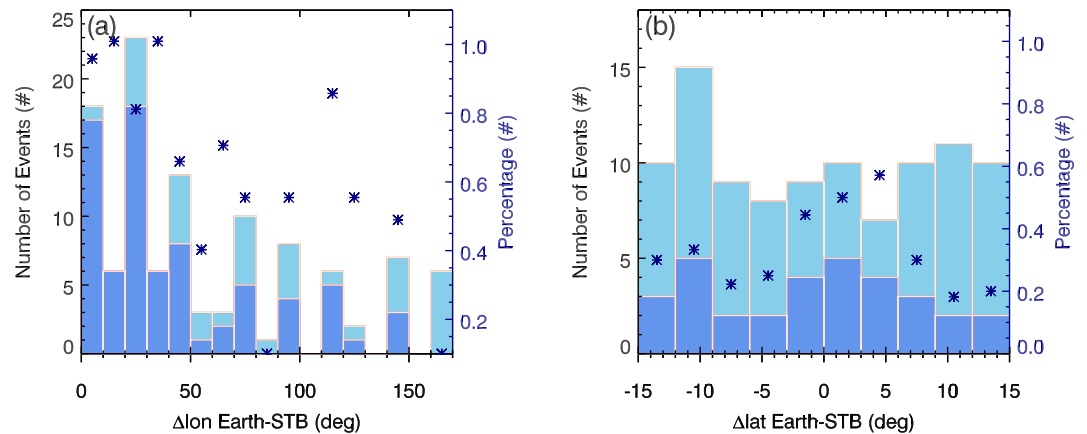 (a)
25
20
15
10
5
0
Number of Events (#)
0 50 100 150
Δlon Earth-STB (deg)
1.0
0.8
0.6
0.4
0.2
Percentage (#)
(b)
15
10
5
0
Number of Events (#)
-15 -10 -5 0 5 10 15
Δlat Earth-STB (deg)
1.0
0.8
0.6
0.4
0.2
0.0
Percentage (#)